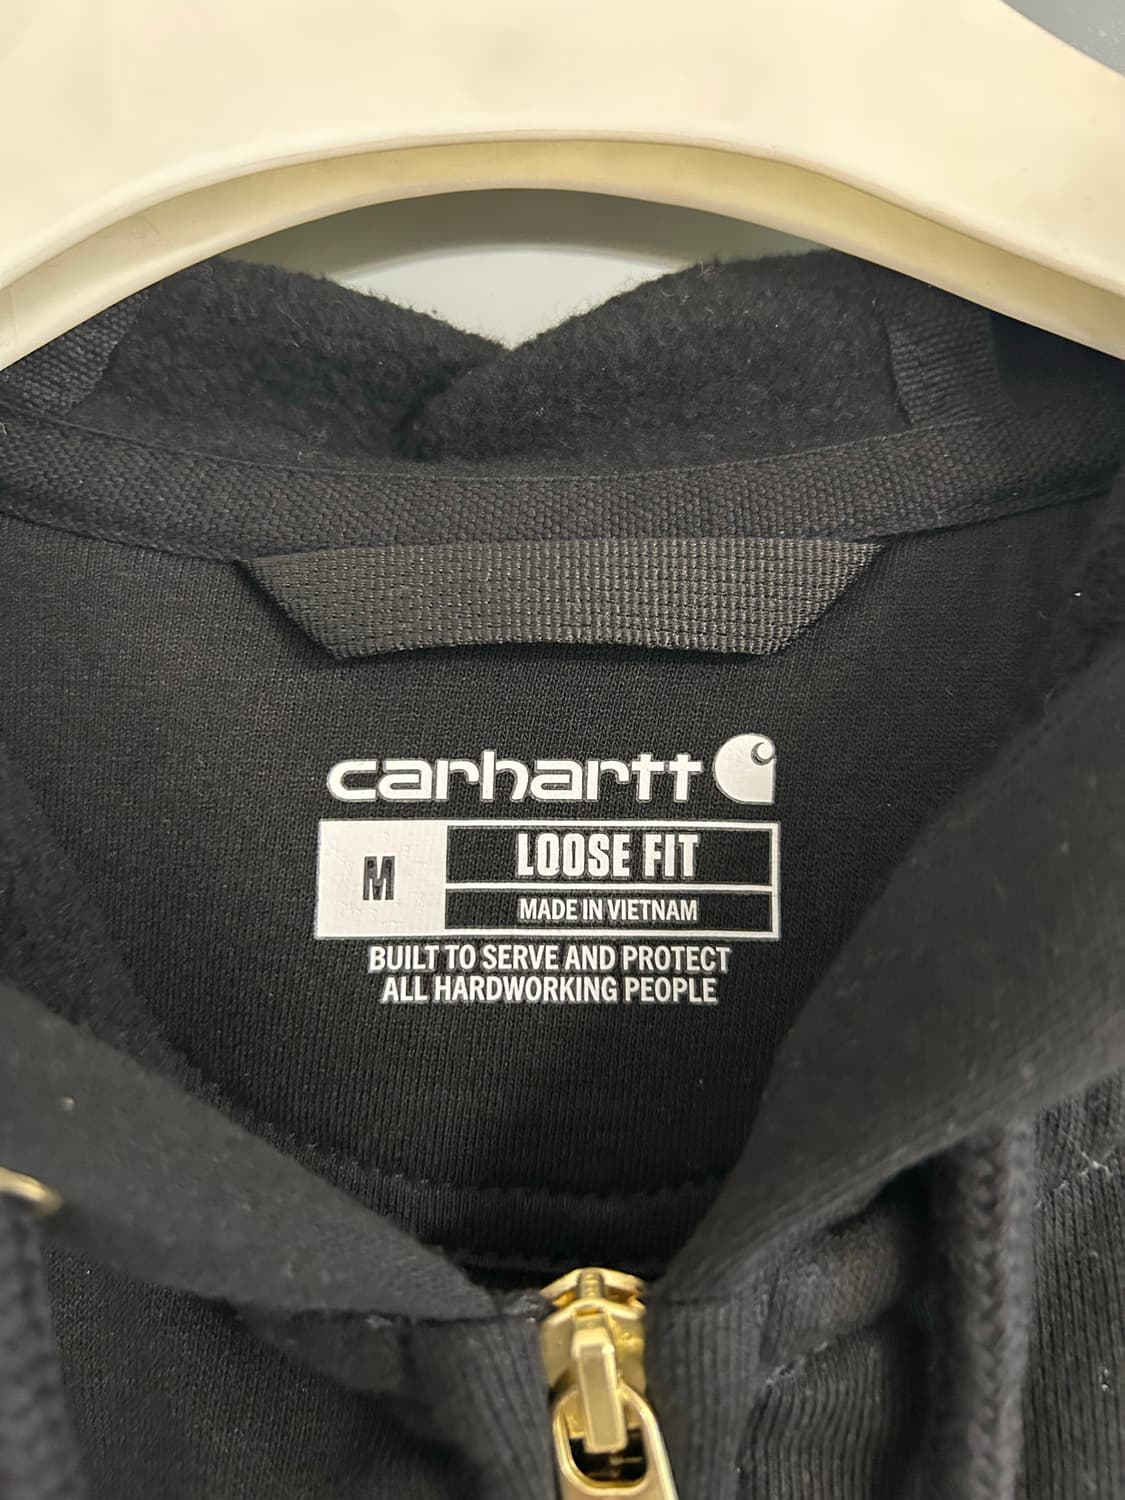 carhartt
M
LOOSE FIT
MADE IN VIETNAM
BUILT TO SERVE AND PROTECT
ALL HARDWORKING PEOPLE